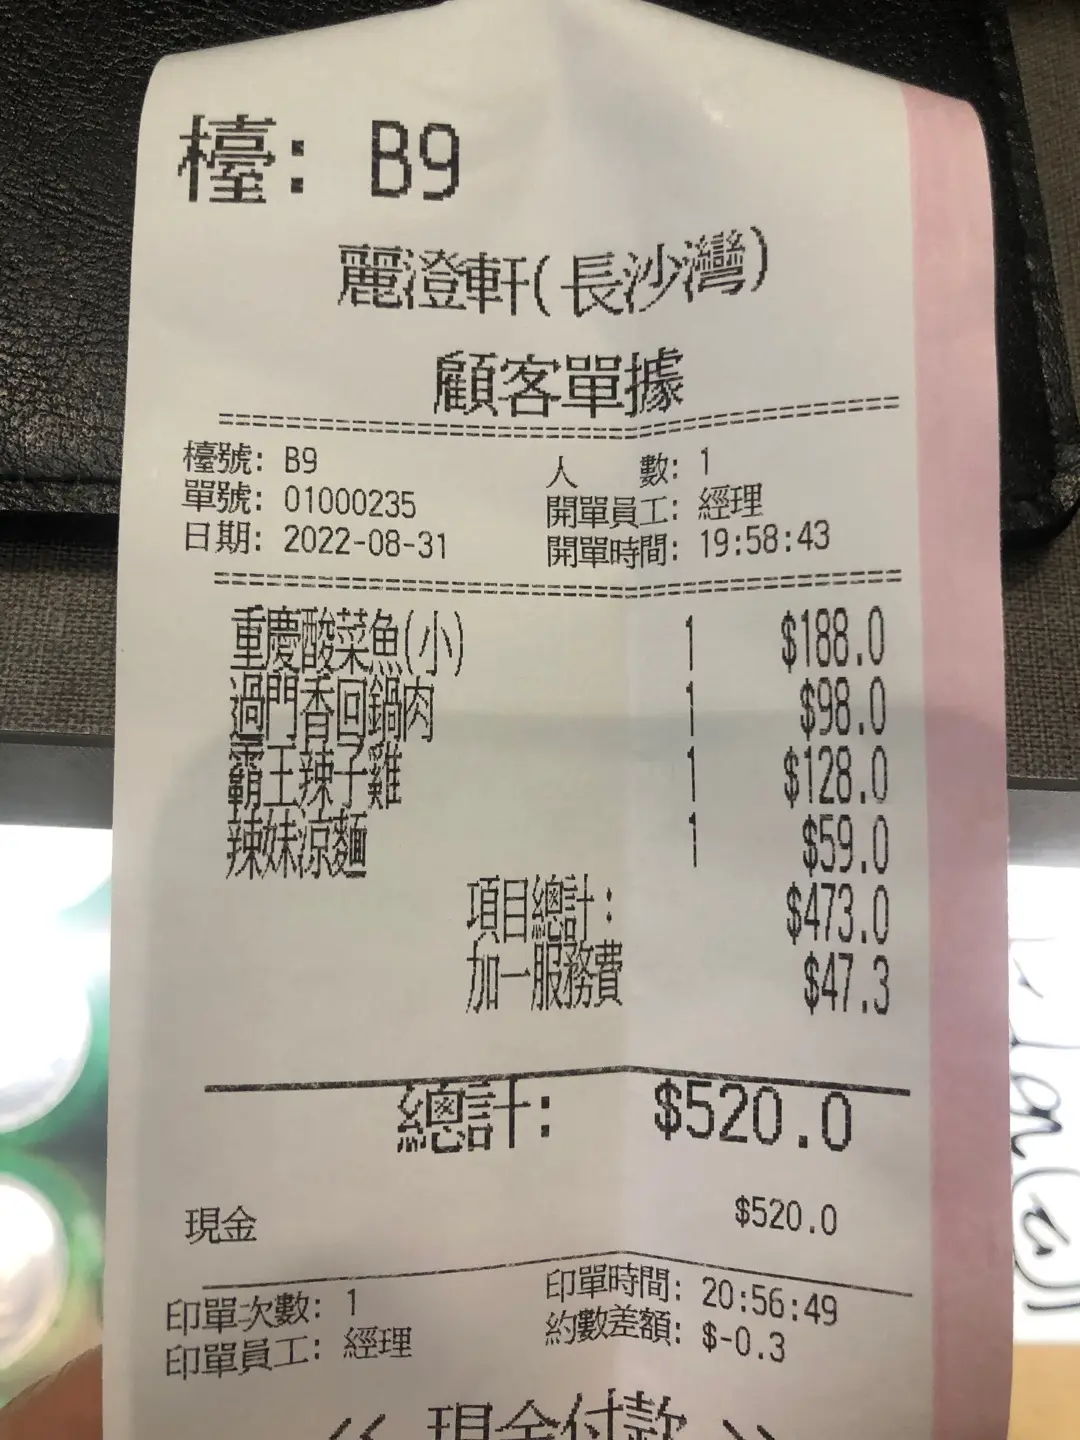 檯: B9
麗澄軒(長沙灣)
顧客單據
檯號: B9 人 數: 1
單號: 01000235 開單員工: 經理
日期: 2022-08-31 開單時間: 19:58:43
重慶酸菜魚(小) 1 $188.0
過門香回鍋肉 1 $98.0
霸王辣子雞 1 $128.0
辣妹涼麵 1 $59.0
項目總計: $473.0
加一服務費 $47.3
總計: $520.0
現金 $520.0
印單次數: 1 印單時間: 20:56:49
印單員工: 經理 約數差額: $-0.3
<< 現金付款 >>